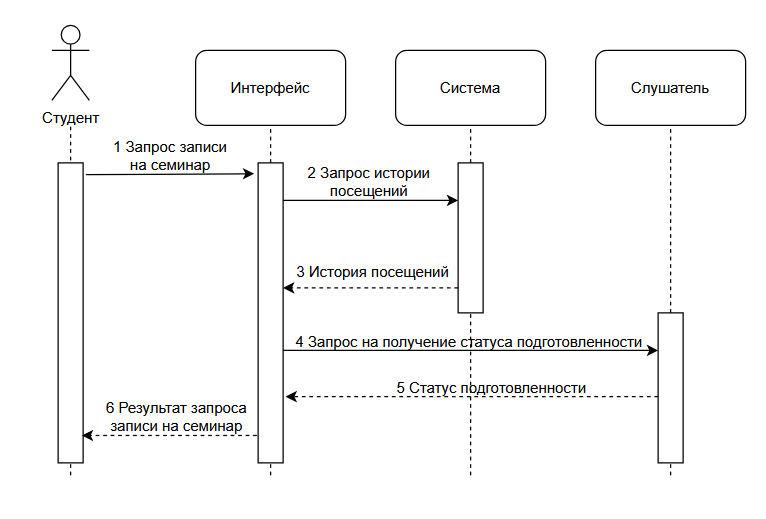 Студент
Интерфейс
Система
Слушатель
1 Запрос записи
на семинар
2 Запрос истории
посещений
3 История посещений
4 Запрос на получение статуса подготовленности
5 Статус подготовленности
6 Результат запроса
записи на семинар